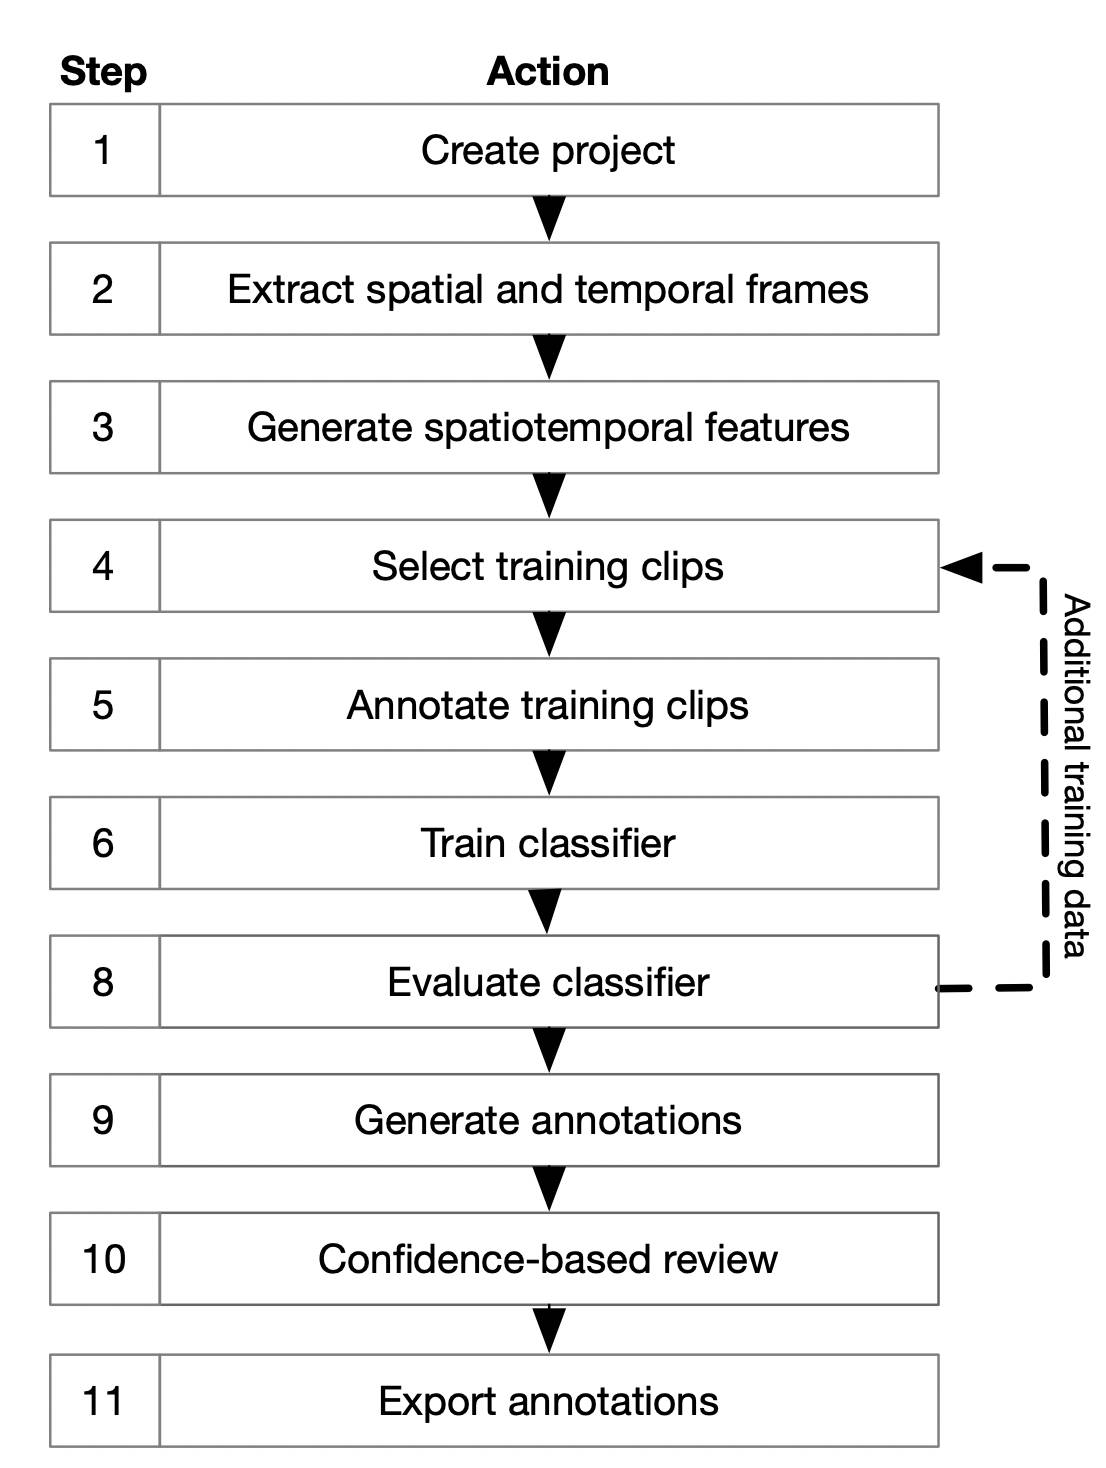 Step Action
1 Create project
2 Extract spatial and temporal frames
3 Generate spatiotemporal features
4 Select training clips
5 Annotate training clips
6 Train classifier
8 Evaluate classifier
9 Generate annotations
10 Confidence-based review
11 Export annotations
Additional training data